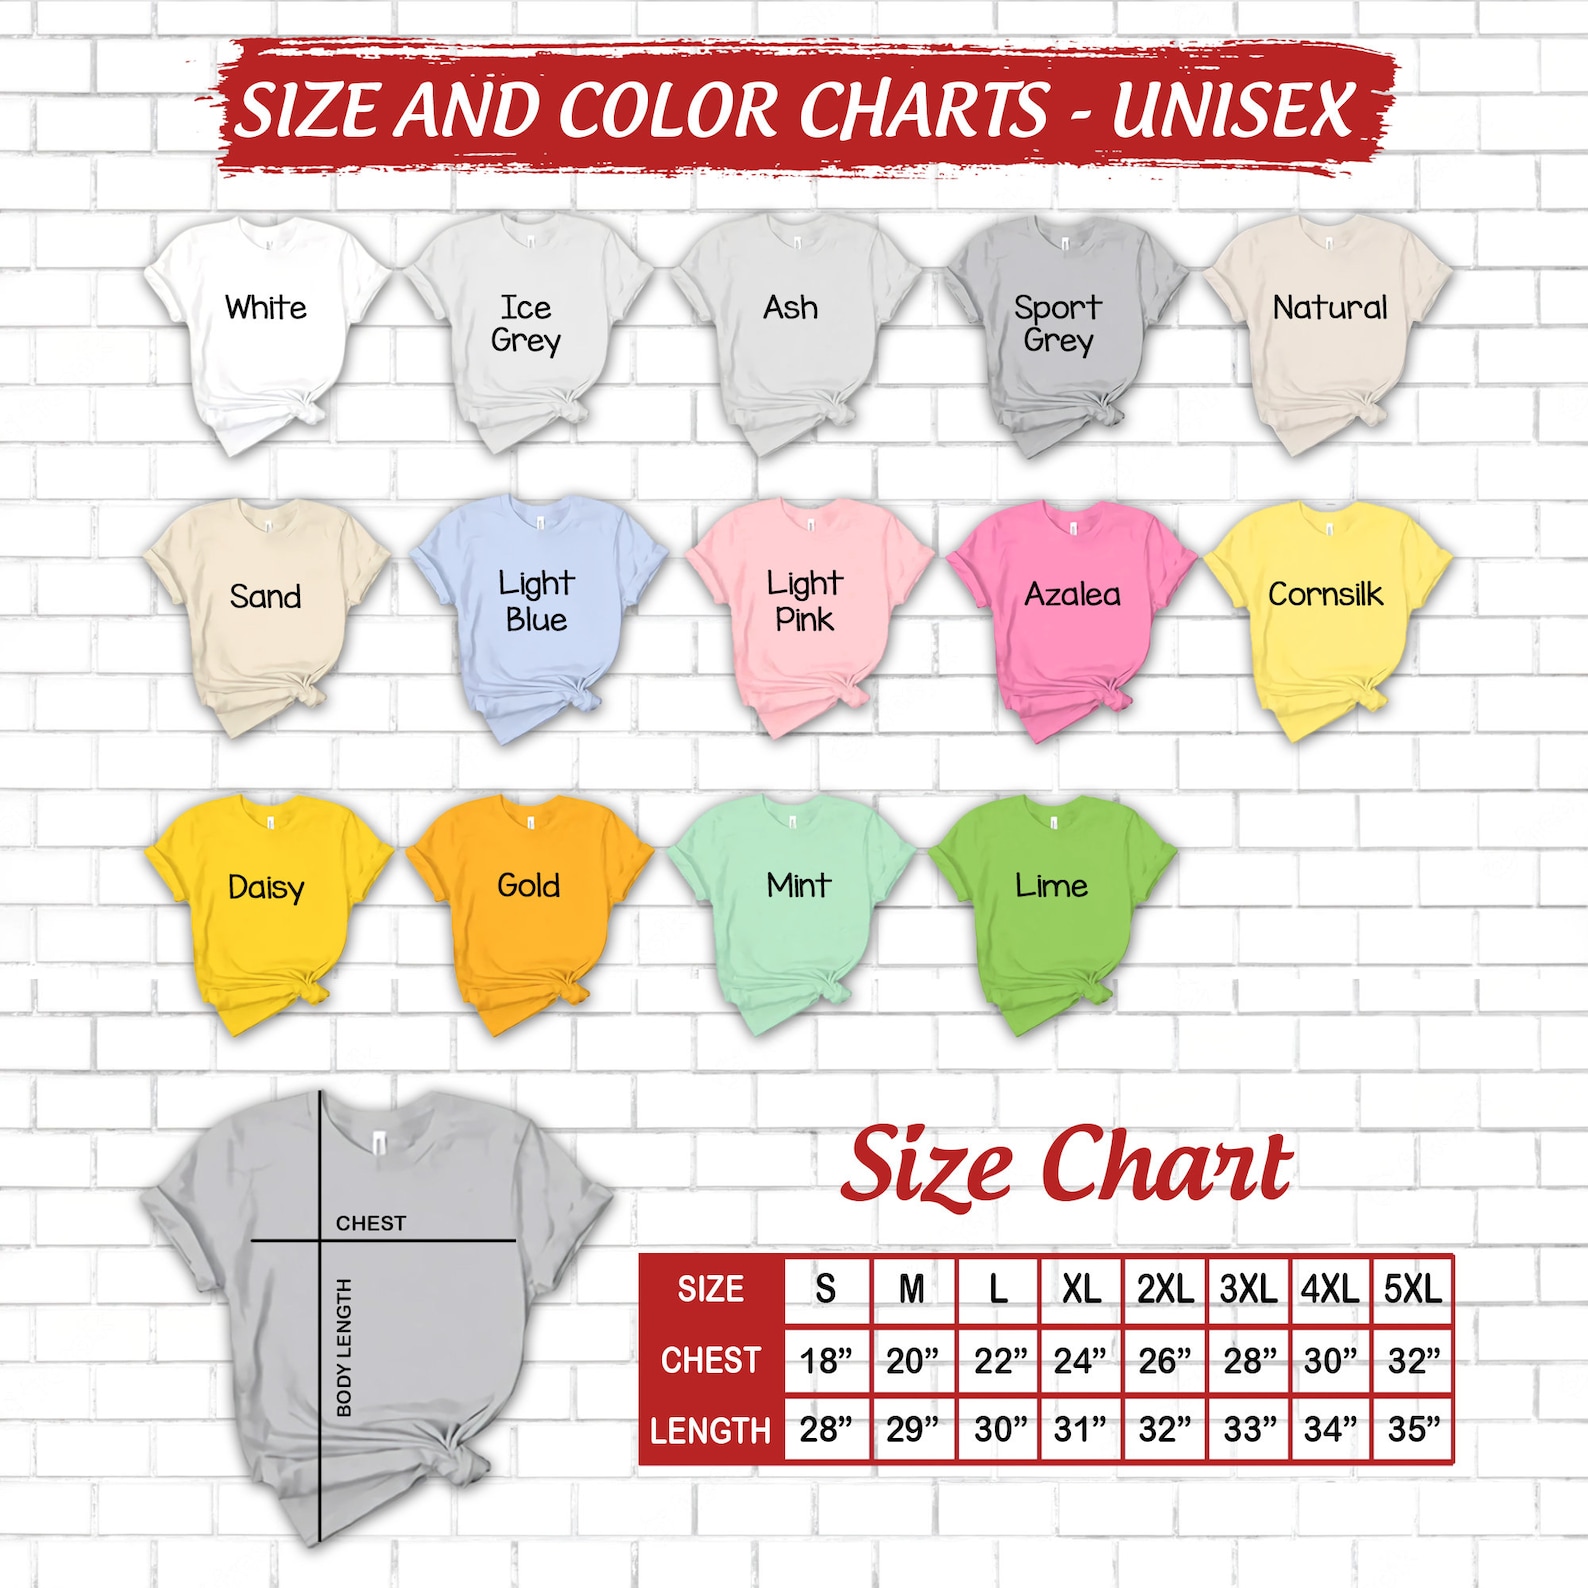 SIZE AND COLOR CHARTS - UNISEX
White
Ice
Grey
Ash
Sport
Grey
Natural
Sand
Light
Blue
Light
Pink
Azalea
Cornsilk
Daisy
Gold
Mint
Lime
CHEST
BODY LENGTH
Size Chart
SIZE S M L XL 2XL 3XL 4XL 5XL
CHEST 18” 20” 22” 24” 26” 28” 30” 32”
LENGTH 28” 29” 30” 31” 32” 33” 34” 35”